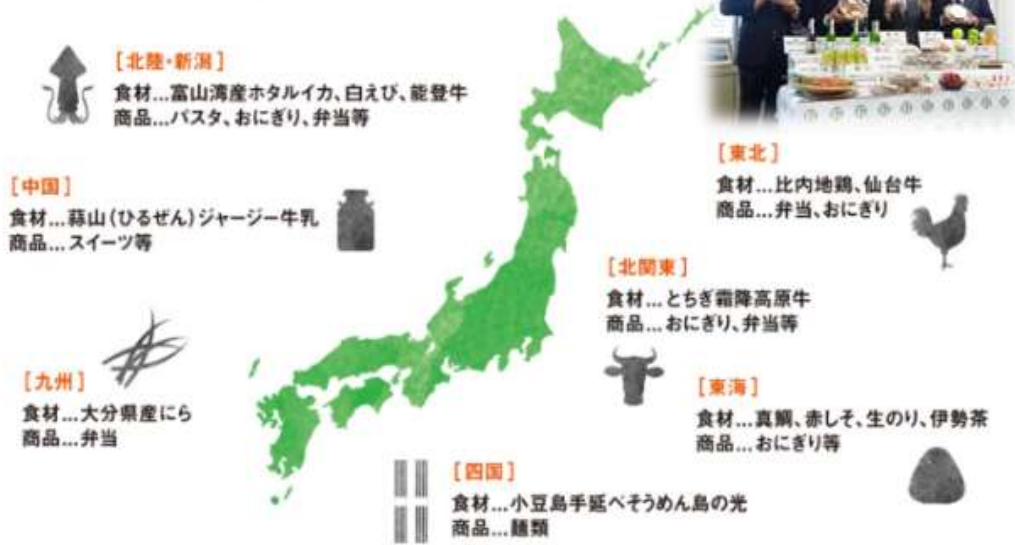 [北陸・新潟]
食材...富山湾産ホタルイカ、白えび、能登牛
商品...パスタ、おにぎり、弁当等
[中国]
食材...蒜山(ひるぜん)ジャージー牛乳
商品...スイーツ等
[九州]
食材...大分県産にら
商品...弁当
[東北]
食材...比内地鶏、仙台牛
商品...弁当、おにぎり
[北関東]
食材...とちぎ霜降高原牛
商品...おにぎり、弁当等
[東海]
食材...真鯛、赤しそ、生のり、伊勢茶
商品...おにぎり等
[四国]
食材...小豆島手延べそうめん島の光
商品...麺類